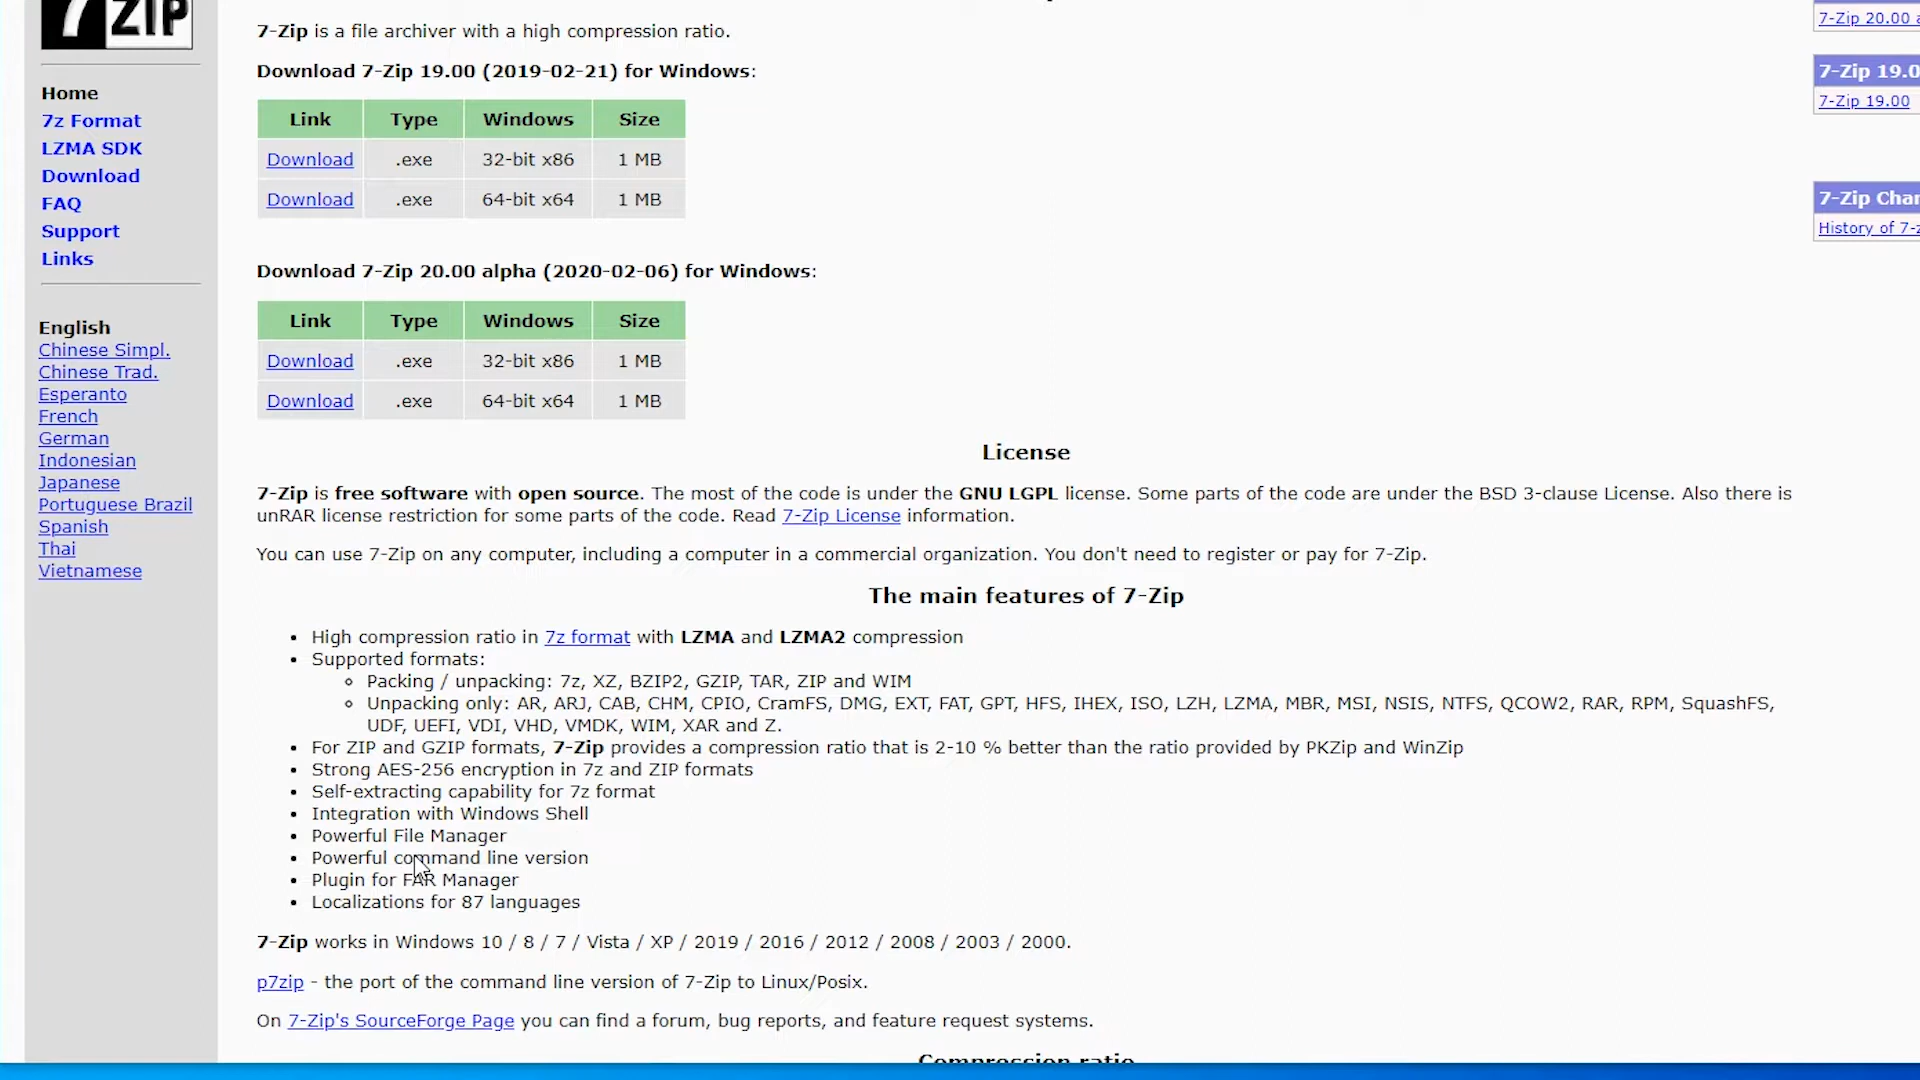 7ZIP
Home
7z Format
LZMA SDK
Download
FAQ
Support
Links
English
Chinese Simpl.
Chinese Trad.
Esperanto
French
German
Indonesian
Japanese
Portuguese Brazil
Spanish
Thai
Vietnamese
7-Zip is a file archiver with a high compression ratio.
Download 7-Zip 19.00 (2019-02-21) for Windows:
Link Type Windows Size
Download .exe 32-bit x86 1 MB
Download .exe 64-bit x64 1 MB
Download 7-Zip 20.00 alpha (2020-02-06) for Windows:
Link Type Windows Size
Download .exe 32-bit x86 1 MB
Download .exe 64-bit x64 1 MB
License
7-Zip is free software with open source. The most of the code is under the GNU LGPL license. Some parts of the code are under the BSD 3-clause License. Also there is
unRAR license restriction for some parts of the code. Read 7-Zip License information.
You can use 7-Zip on any computer, including a computer in a commercial organization. You don't need to register or pay for 7-Zip.
The main features of 7-Zip
High compression ratio in 7z format with LZMA and LZMA2 compression
Supported formats:
Packing / unpacking: 7z, XZ, BZIP2, GZIP, TAR, ZIP and WIM
Unpacking only: AR, ARJ, CAB, CHM, CPIO, CramFS, DMG, EXT, FAT, GPT, HFS, IHEX, ISO, LZH, LZMA, MBR, MSI, NSIS, NTFS, QCOW2, RAR, RPM, SquashFS,
UDF, UEFI, VDI, VHD, VMDK, WIM, XAR and Z.
For ZIP and GZIP formats, 7-Zip provides a compression ratio that is 2-10 % better than the ratio provided by PKZip and WinZip
Strong AES-256 encryption in 7z and ZIP formats
Self-extracting capability for 7z format
Integration with Windows Shell
Powerful File Manager
Powerful command line version
Plugin for FAR Manager
Localizations for 87 languages
7-Zip works in Windows 10 / 8 / 7 / Vista / XP / 2019 / 2016 / 2012 / 2008 / 2003 / 2000.
p7zip - the port of the command line version of 7-Zip to Linux/Posix.
On 7-Zip's SourceForge Page you can find a forum, bug reports, and feature request systems.
Compression ratio
7-Zip 20.00 a
7-Zip 19.0
7-Zip 19.00
7-Zip Char
History of 7-z